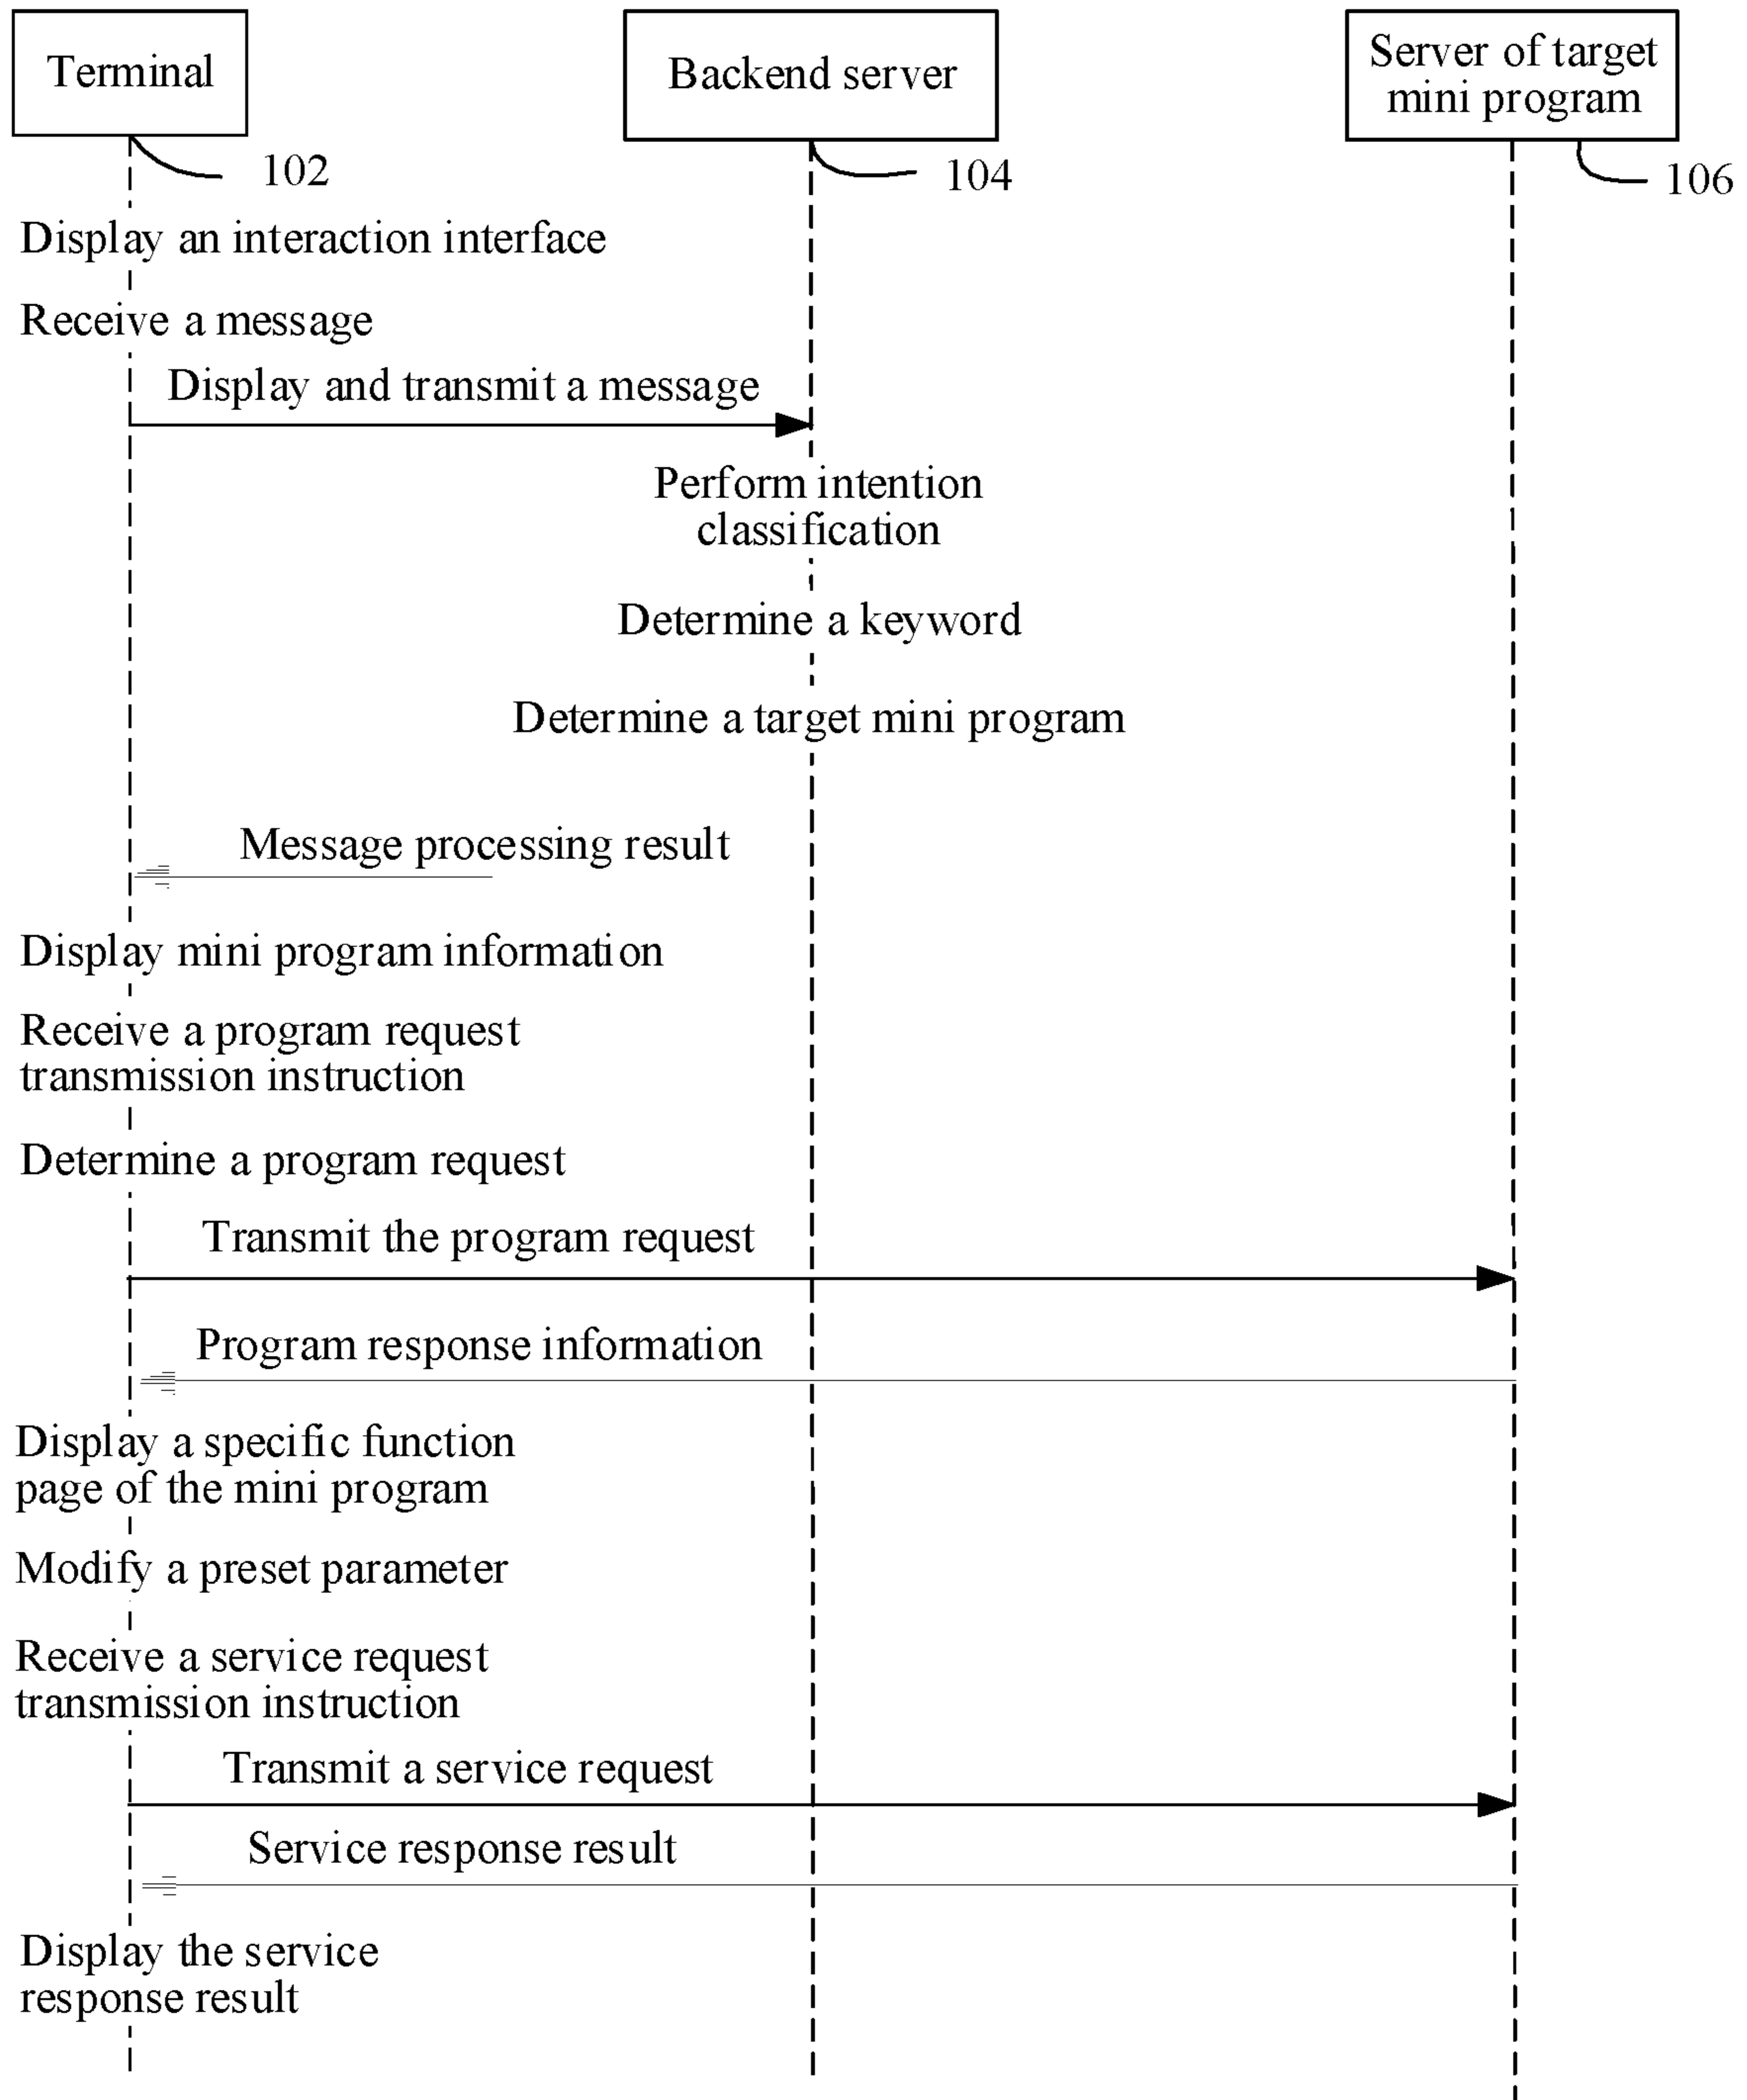 Terminal
Backend server
Server of target
mini program
102
104
106
Display an interaction interface
Receive a message
Display and transmit a message
Perform intention
classification
Determine a keyword
Determine a target mini program
Message processing result
Display mini program information
Receive a program request
transmission instruction
Determine a program request
Transmit the program request
Program response information
Display a specific function
page of the mini program
Modify a preset parameter
Receive a service request
transmission instruction
Transmit a service request
Service response result
Display the service
response result